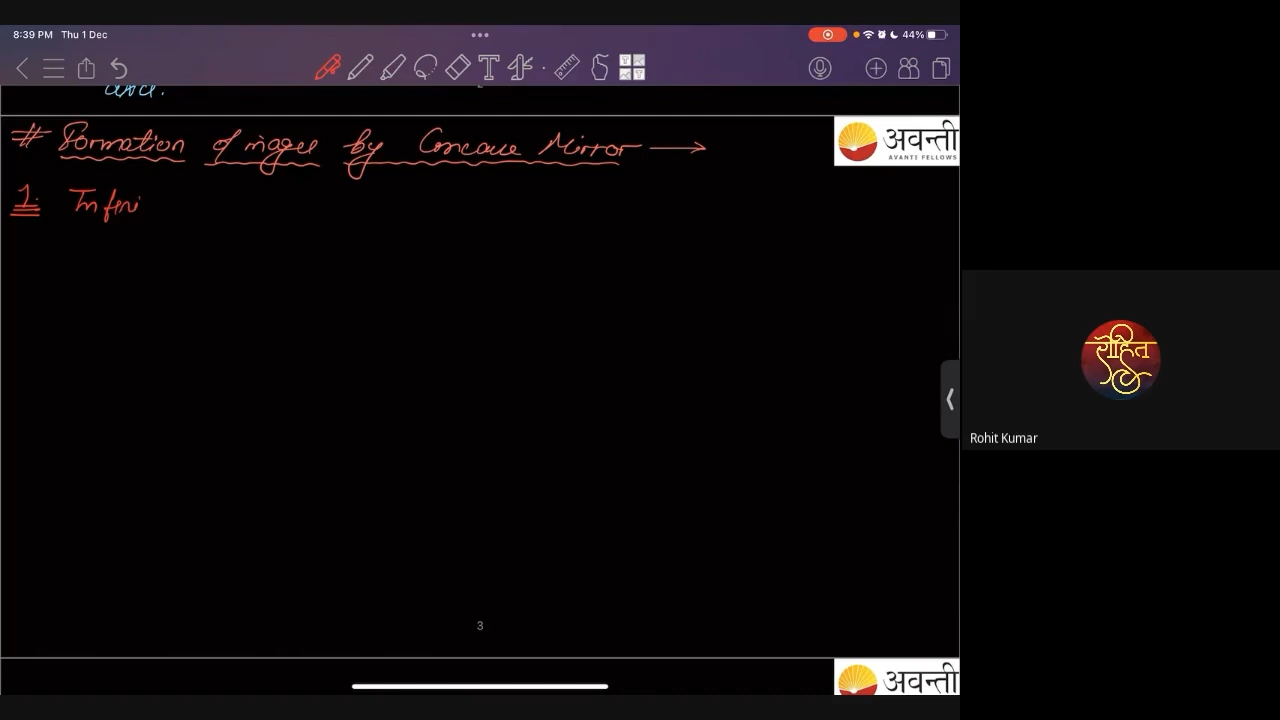 8:39 PM Thu 1 Dec
44%
# Formation of images by Concave Mirror →
अवन्ती
AVANTI FELLOWS
1. Infini
रोहित
Rohit Kumar
3
अवन्ती